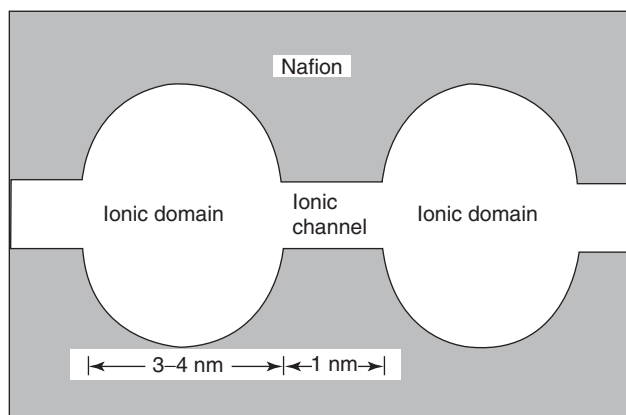 Nafion
Ionic domain
Ionic
channel
Ionic domain
3–4 nm
1 nm